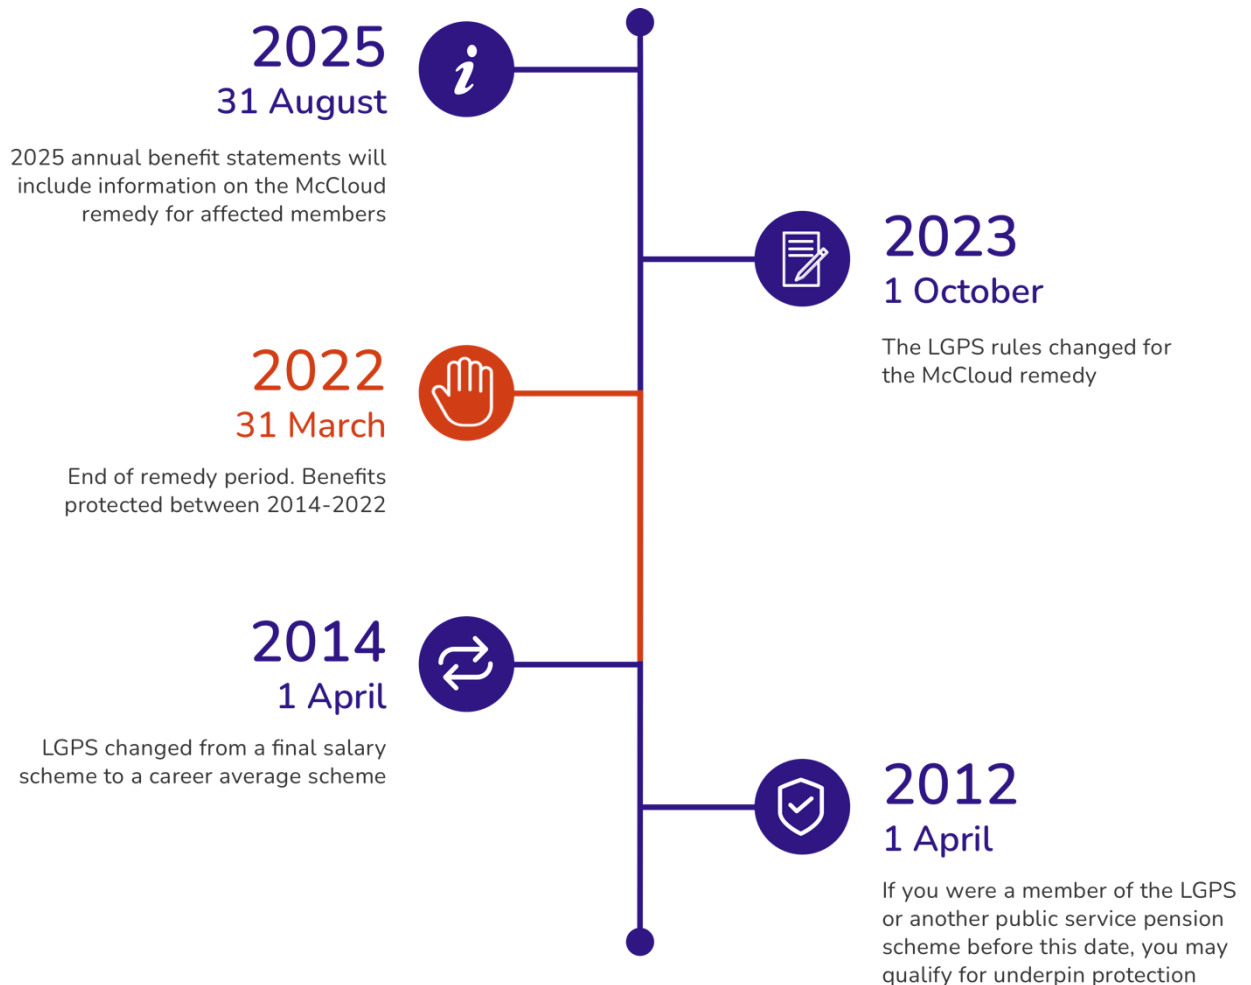 2025
31 August
2025 annual benefit statements will
include information on the McCloud
remedy for affected members
2023
1 October
The LGPS rules changed for
the McCloud remedy
2022
31 March
End of remedy period. Benefits
protected between 2014-2022
2014
1 April
LGPS changed from a final salary
scheme to a career average scheme
2012
1 April
If you were a member of the LGPS
or another public service pension
scheme before this date, you may
qualify for underpin protection